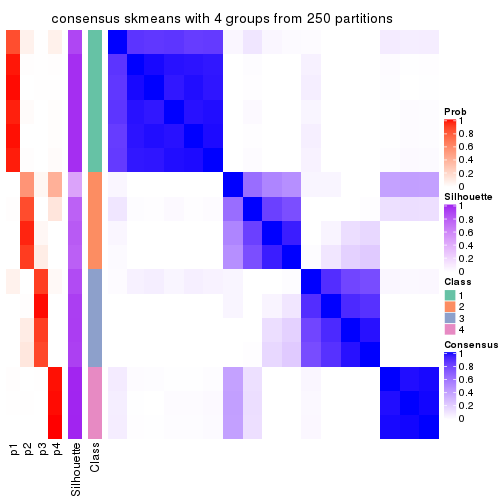 consensus skmeans with 4 groups from 250 partitions
Prob
1
0.8
0.6
0.4
0.2
0
Silhouette
1
0.8
0.6
0.4
0.2
0
Class
1
2
3
4
Consensus
1
0.8
0.6
0.4
0.2
0
p1
p2
p3
p4
Silhouette
Class